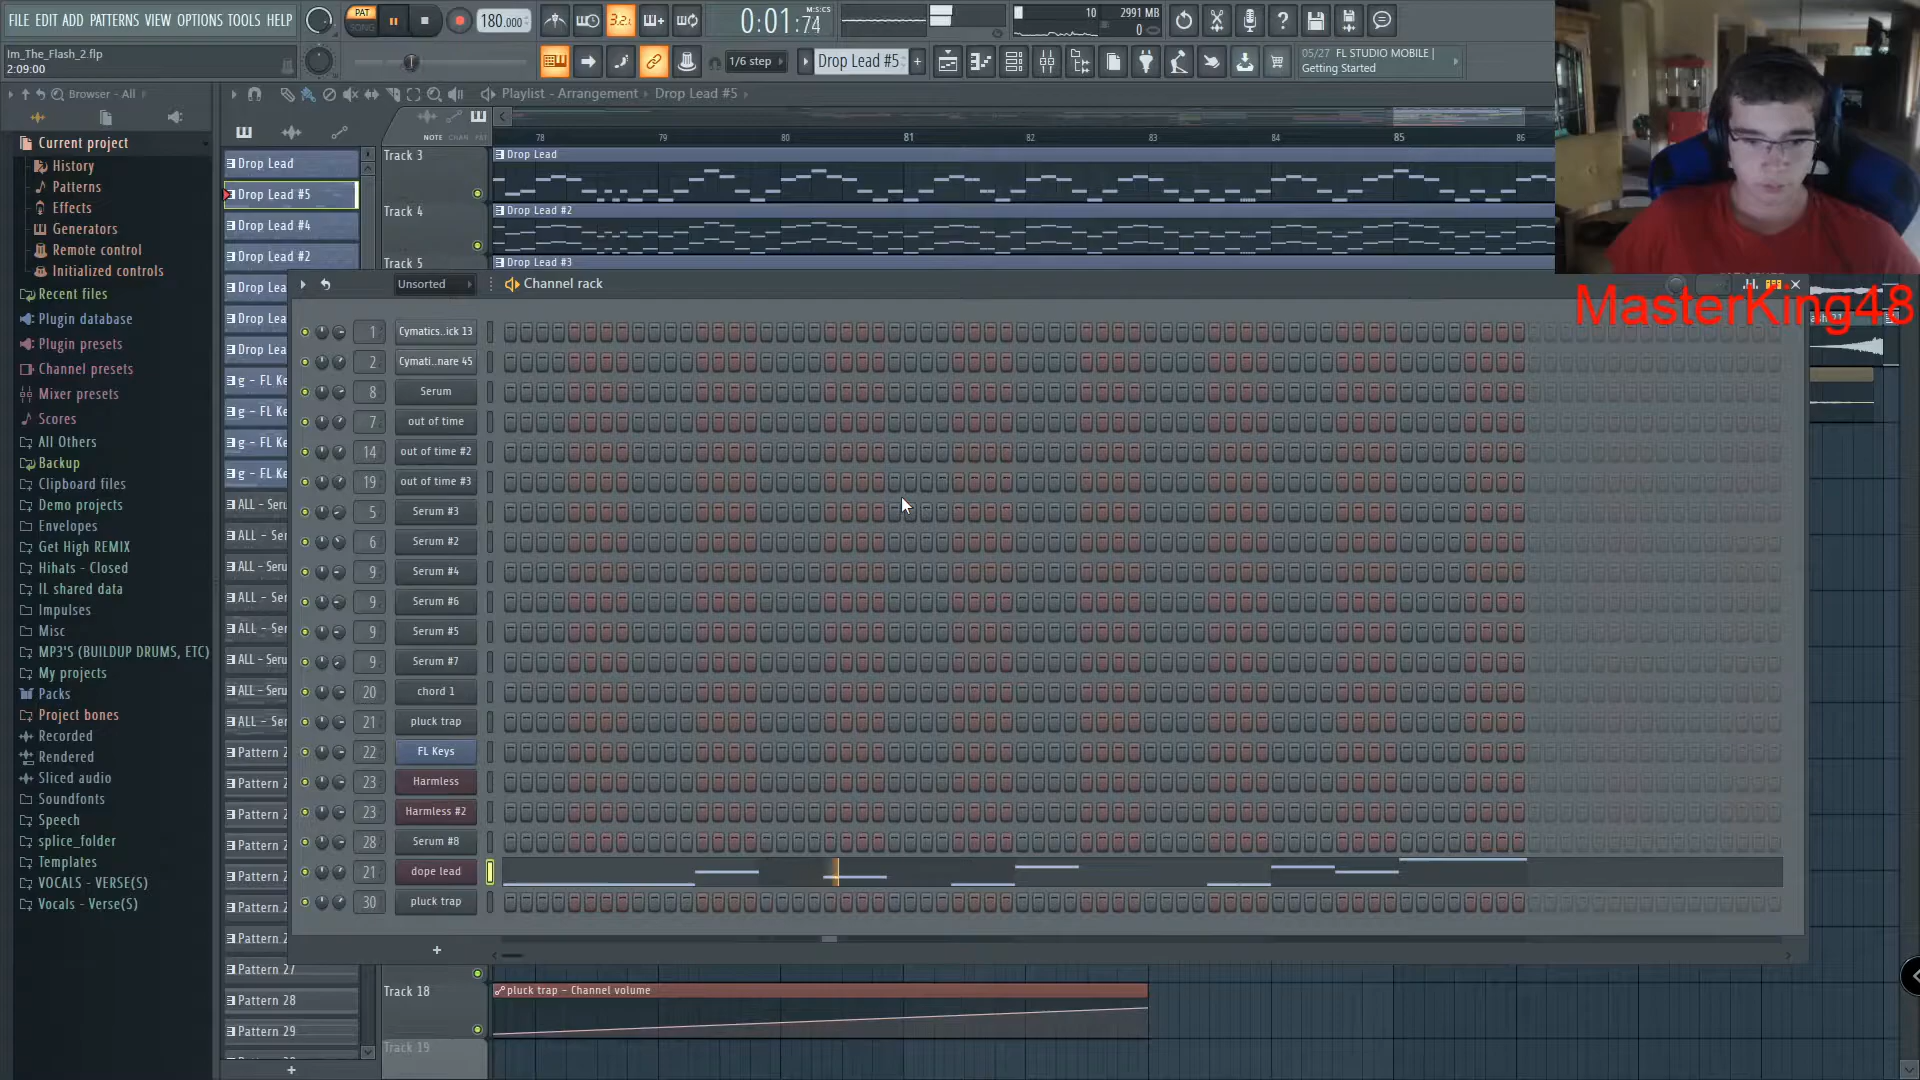 FILE EDIT ADD PATTERNS VIEW OPTIONS TOOLS HELP
PAT
SONG
180.000
3.2.
0:01:74
M:S:CS
10
2991 MB
0
Im_The_Flash_2.flp
2:09:00
1/6 step
Drop Lead #5
05/27 FL STUDIO MOBILE |
Getting Started
Browser - All
Playlist - Arrangement › Drop Lead #5
NOTE CHAN PAT
78 79 80 81 82 83 84 85 86
Current project
History
Patterns
Effects
Generators
Remote control
Initialized controls
Recent files
Plugin database
Plugin presets
Channel presets
Mixer presets
Scores
All Others
Backup
Clipboard files
Demo projects
Envelopes
Get High REMIX
Hihats - Closed
IL shared data
Impulses
Misc
MP3'S (BUILDUP DRUMS, ETC)
My projects
Packs
Project bones
Recorded
Rendered
Sliced audio
Soundfonts
Speech
splice_folder
Templates
VOCALS - VERSE(S)
Vocals - Verse(S)
Drop Lead
Drop Lead #5
Drop Lead #4
Drop Lead #2
Drop Lea
Drop Lea
Drop Lea
g - FL Ke
g - FL Ke
g - FL Ke
g - FL Ke
ALL - Seru
ALL - Ser
ALL - Ser
ALL - Ser
ALL - Ser
ALL - Ser
ALL - Seru
ALL - Ser
Pattern 2
Pattern 2
Pattern 2
Pattern 2
Pattern 2
Pattern 2
Pattern 2
Pattern 27
Pattern 28
Pattern 29
Track 3
Drop Lead
Track 4
Drop Lead #2
Track 5
Drop Lead #3
Unsorted
Channel rack
MasterKing48
1 Cymatics..ick 13
2 Cymati..nare 45
8 Serum
7 out of time
14 out of time #2
19 out of time #3
5 Serum #3
6 Serum #2
9 Serum #4
9 Serum #6
9 Serum #5
9 Serum #7
20 chord 1
21 pluck trap
22 FL Keys
23 Harmless
23 Harmless #2
28 Serum #8
21 dope lead
30 pluck trap
Track 18
pluck trap - Channel volume
Track 19